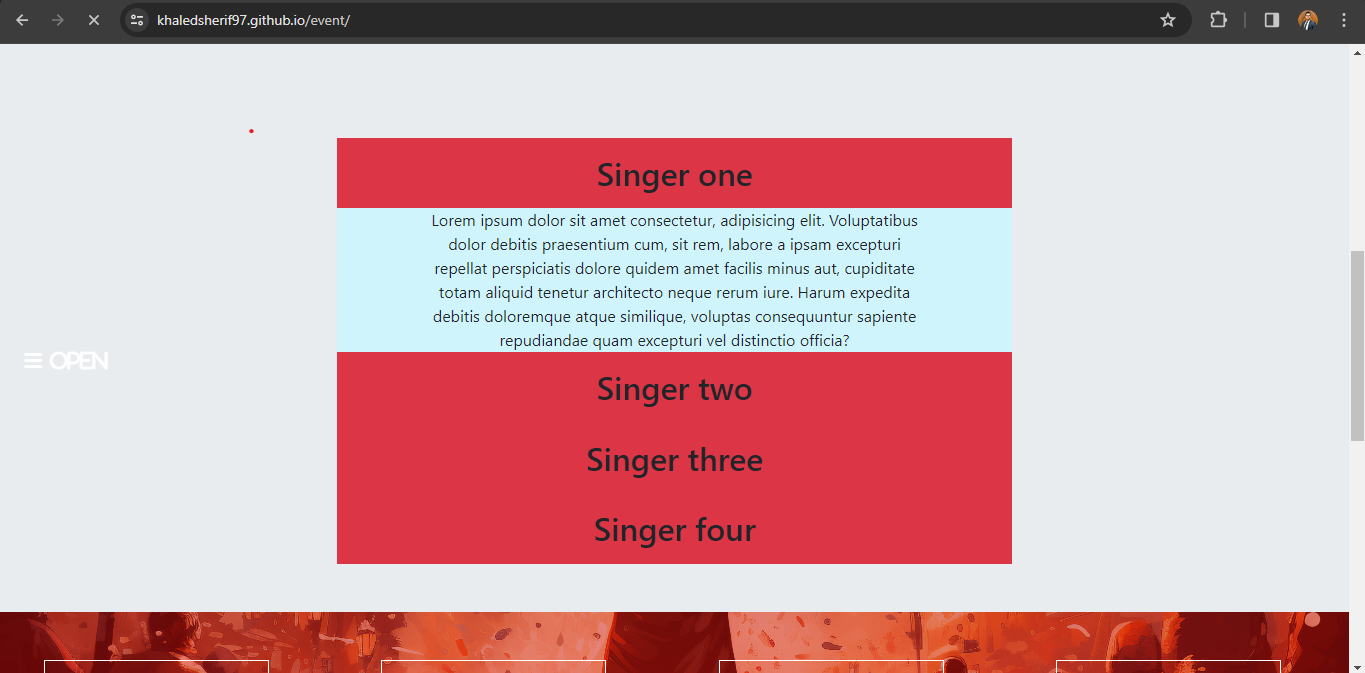 khaledsherif97.github.io/event/
Singer one
Lorem ipsum dolor sit amet consectetur, adipisicing elit. Voluptatibus
dolor debitis praesentium cum, sit rem, labore a ipsam excepturi
repellat perspiciatis dolore quidem amet facilis minus aut, cupiditate
totam aliquid tenetur architecto neque rerum iure. Harum expedita
debitis doloremque atque similique, voluptas consequuntur sapiente
repudiandae quam excepturi vel distinctio officia?
OPEN
Singer two
Singer three
Singer four